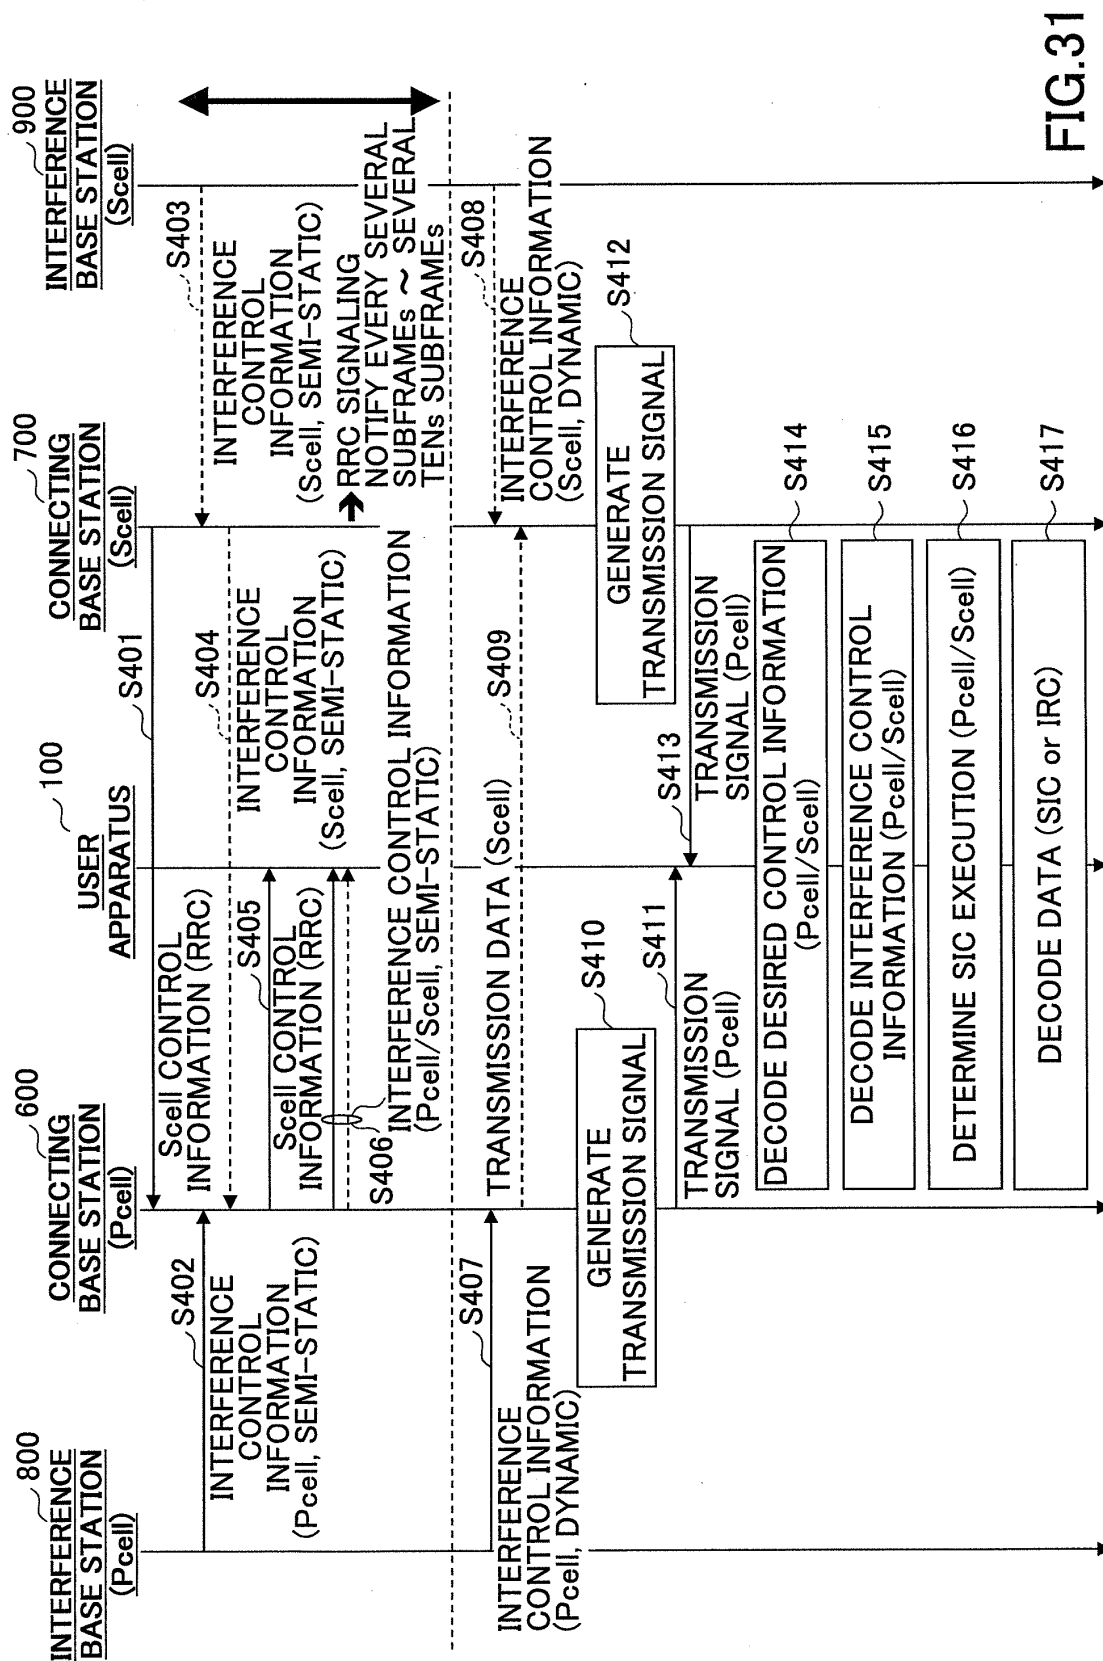 800
INTERFERENCE
BASE STATION
(Pcell)
600
CONNECTING
BASE STATION
(Pcell)
100
USER
APPARATUS
700
CONNECTING
BASE STATION
(Scell)
900
INTERFERENCE
BASE STATION
(Scell)
S401
Scell CONTROL
INFORMATION (RRC)
S402
INTERFERENCE
CONTROL
INFORMATION
(Pcell, SEMI-STATIC)
S403
INTERFERENCE
CONTROL
INFORMATION
(Scell, SEMI-STATIC)
S404
INTERFERENCE
CONTROL
INFORMATION
(Scell, SEMI-STATIC)
S405
Scell CONTROL
INFORMATION (RRC)
S406
INTERFERENCE CONTROL INFORMATION
(Pcell/Scell, SEMI-STATIC)
➔ RRC SIGNALING
NOTIFY EVERY SEVERAL
SUBFRAMEs ~ SEVERAL
TENs SUBFRAMEs
S407
INTERFERENCE
CONTROL INFORMATION
(Pcell, DYNAMIC)
S408
INTERFERENCE
CONTROL INFORMATION
(Scell, DYNAMIC)
TRANSMISSION DATA (Scell)
S409
S410
GENERATE
TRANSMISSION SIGNAL
S411
TRANSMISSION
SIGNAL (Pcell)
S412
GENERATE
TRANSMISSION SIGNAL
S413
TRANSMISSION
SIGNAL (Pcell)
DECODE DESIRED CONTROL INFORMATION
(Pcell/Scell)
S414
DECODE INTERFERENCE CONTROL
INFORMATION (Pcell/Scell)
S415
DETERMINE SIC EXECUTION (Pcell/Scell)
S416
DECODE DATA (SIC or IRC)
S417
FIG.31